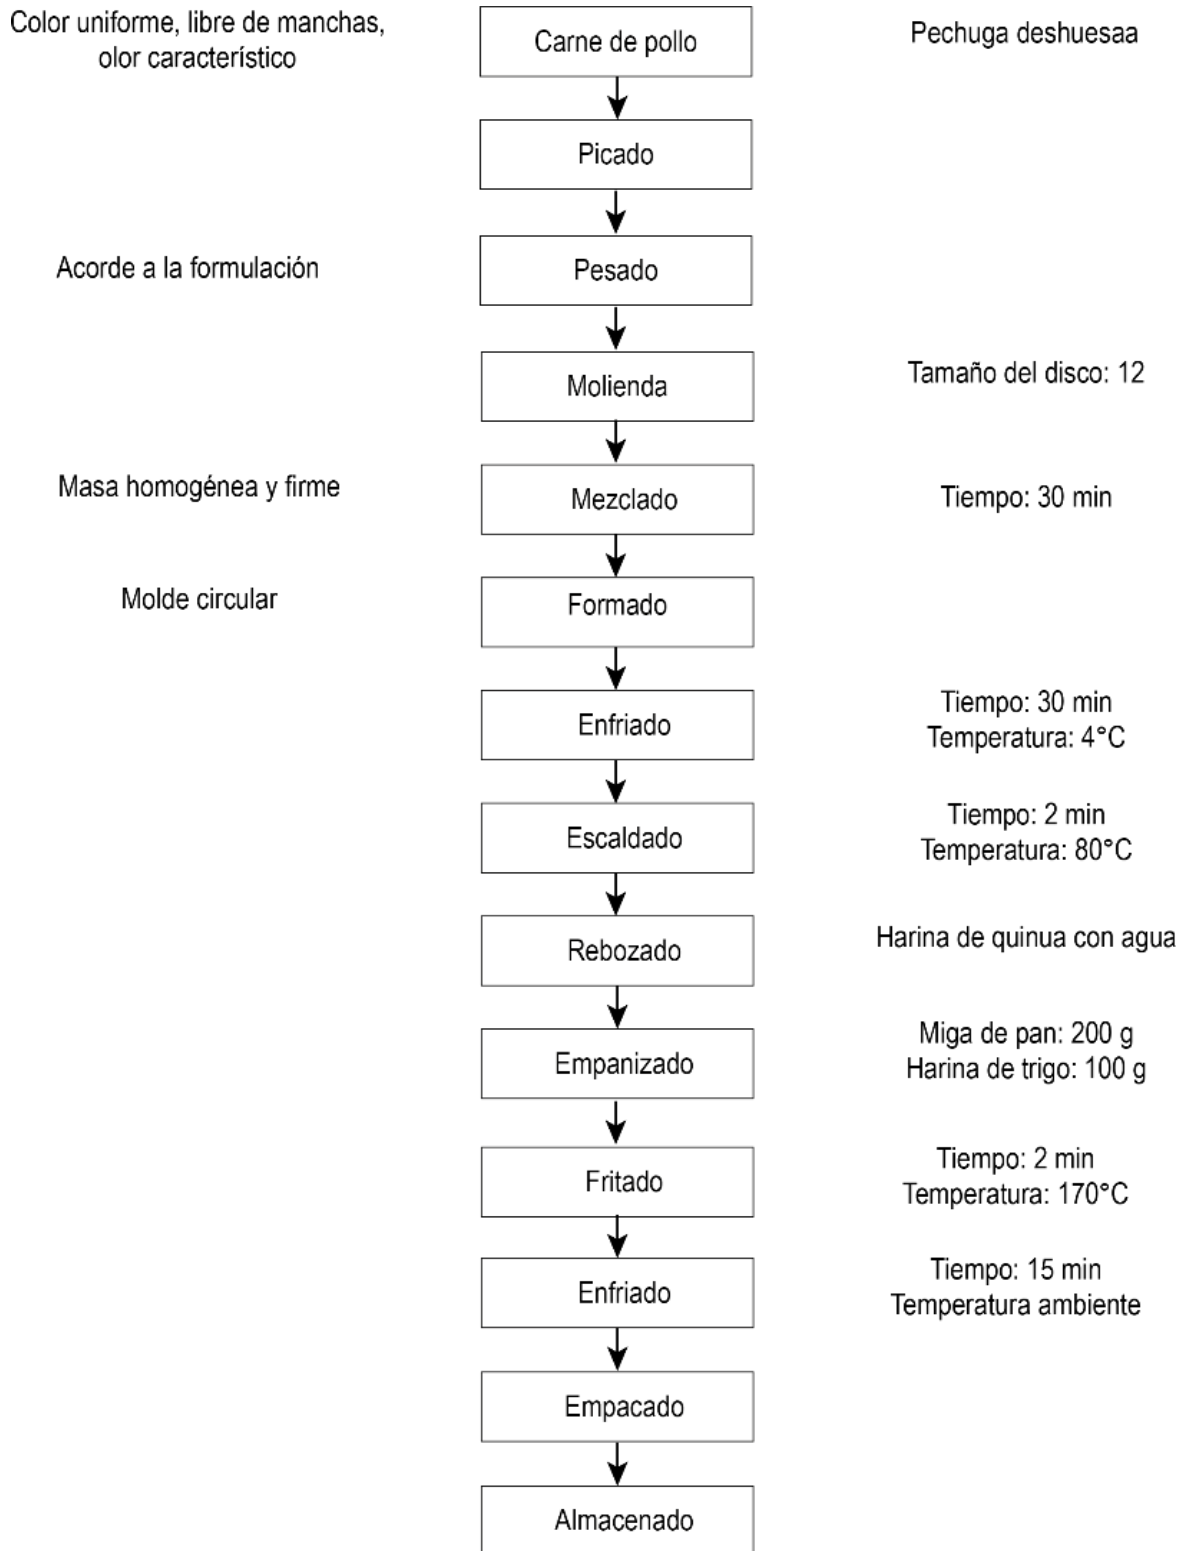 Color uniforme, libre de manchas,
olor característico
Carne de pollo
Pechuga deshuesaa
Picado
Acorde a la formulación
Pesado
Molienda
Tamaño del disco: 12
Masa homogénea y firme
Mezclado
Tiempo: 30 min
Molde circular
Formado
Enfriado
Tiempo: 30 min
Temperatura: 4°C
Escaldado
Tiempo: 2 min
Temperatura: 80°C
Rebozado
Harina de quinua con agua
Empanizado
Miga de pan: 200 g
Harina de trigo: 100 g
Fritado
Tiempo: 2 min
Temperatura: 170°C
Enfriado
Tiempo: 15 min
Temperatura ambiente
Empacado
Almacenado